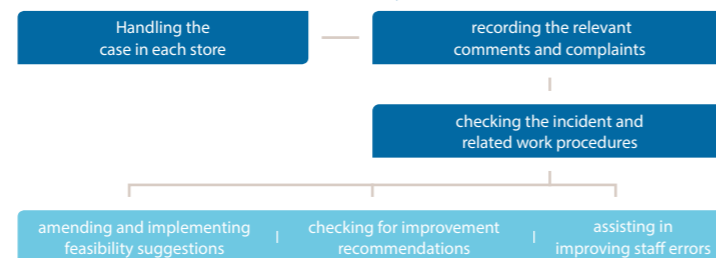 Handling the
case in each store
recording the relevant
comments and complaints
checking the incident and
related work procedures
amending and implementing
feasibility suggestions
checking for improvement
recommendations
assisting in
improving staff errors